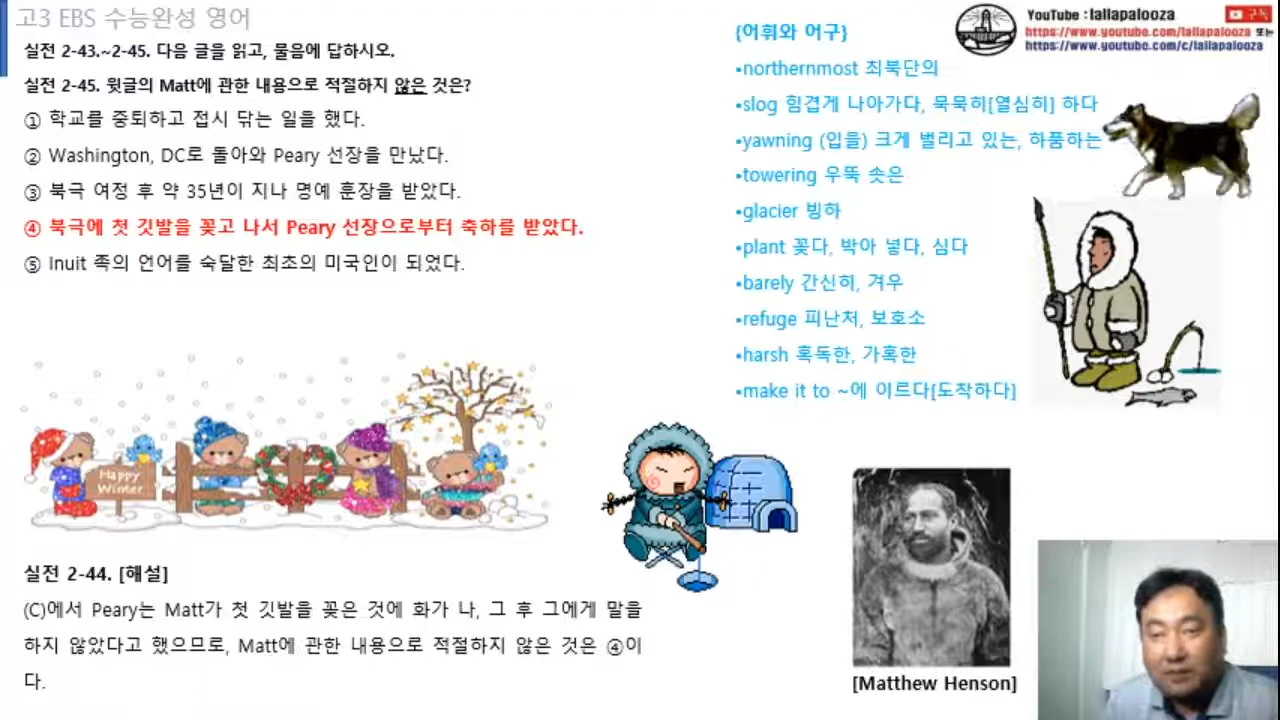 고3 EBS 수능완성 영어
실전 2-43.~2-45. 다음 글을 읽고, 물음에 답하시오.
실전 2-45. 윗글의 Matt에 관한 내용으로 적절하지 않은 것은?
① 학교를 중퇴하고 접시 닦는 일을 했다.
② Washington, DC로 돌아와 Peary 선장을 만났다.
③ 북극 여정 후 약 35년이 지나 명예 훈장을 받았다.
④ 북극에 첫 깃발을 꽂고 나서 Peary 선장으로부터 축하를 받았다.
⑤ Inuit 족의 언어를 숙달한 최초의 미국인이 되었다.
Happy
Winter
실전 2-44. [해설]
(C)에서 Peary는 Matt가 첫 깃발을 꽂은 것에 화가 나, 그 후 그에게 말을
하지 않았다고 했으므로, Matt에 관한 내용으로 적절하지 않은 것은 ④이
다.
{어휘와 어구}
•northernmost 최북단의
•slog 힘겹게 나아가다, 묵묵히[열심히] 하다
•yawning (입을) 크게 벌리고 있는, 하품하는
•towering 우뚝 솟은
•glacier 빙하
•plant 꽂다, 박아 넣다, 심다
•barely 간신히, 겨우
•refuge 피난처, 보호소
•harsh 혹독한, 가혹한
•make it to ~에 이르다[도착하다]
YouTube : lallapalooza
구독
https://www.youtube.com/lallapalooza 또는
https://www.youtube.com/c/lallapalooza
[Matthew Henson]